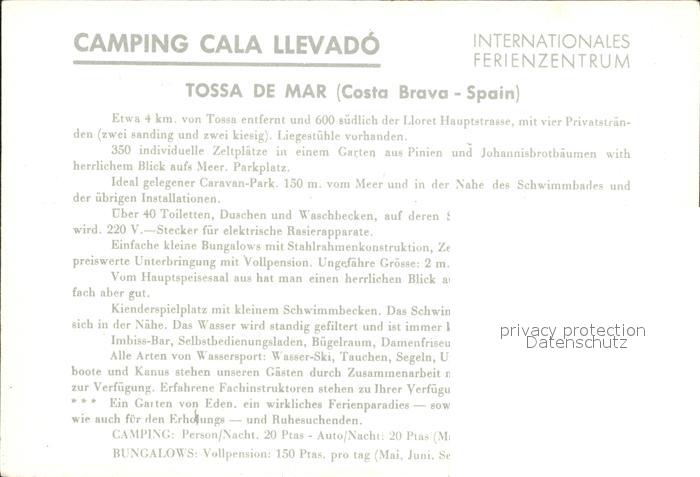 CAMPING CALA LLEVADÓ
INTERNATIONALES
FERIENZENTRUM
TOSSA DE MAR (Costa Brava - Spain)
Etwa 4 km. von Tossa entfernt und 600 südlich der Lloret Hauptstrasse, mit vier Privatsträn-
den (zwei sanding und zwei kiesig). Liegestühle vorhanden.
350 individuelle Zeltplätze in einem Garten aus Pinien und Johannisbrotbäumen with
herrlichem Blick aufs Meer. Parkplatz.
Ideal gelegener Caravan-Park. 150 m. vom Meer und in der Nahe des Schwimmbades und
der übrigen Installationen.
Über 40 Toiletten, Duschen und Waschbecken, auf deren
wird. 220 V.—Stecker für elektrische Rasierapparate.
Einfache kleine Bungalows mit Stahlrahmenkonstruktion, Ze
preiswerte Unterbringung mit Vollpension. Ungefähre Grösse: 2 m.
Vom Hauptspeisesaal aus hat man einen herrlichen Blick a
fach aber gut.
Kienderspielplatz mit kleinem Schwimmbecken. Das Schwim
sich in der Nähe. Das Wasser wird standig gefiltert und ist immer
Imbiss-Bar, Selbstbedienungsladen, Bügelraum, Damenfriseu
Alle Arten von Wassersport: Wasser-Ski, Tauchen, Segeln, U
boote und Kanus stehen unseren Gästen durch Zusammenarbeit
zur Verfügung. Erfahrene Fachinstruktoren stehen zu Ihrer Verfügu
* * * Ein Garten von Eden, ein wirkliches Ferienparadies — sow
wie auch für den Erholungs — und Ruhesuchenden.
CAMPING: Person/Nacht. 20 Ptas - Auto/Nacht: 20 Ptas (M
BUNGALOWS: Vollpension: 150 Ptas. pro tag (Mai, Juni. Se
privacy protection
Datenschutz